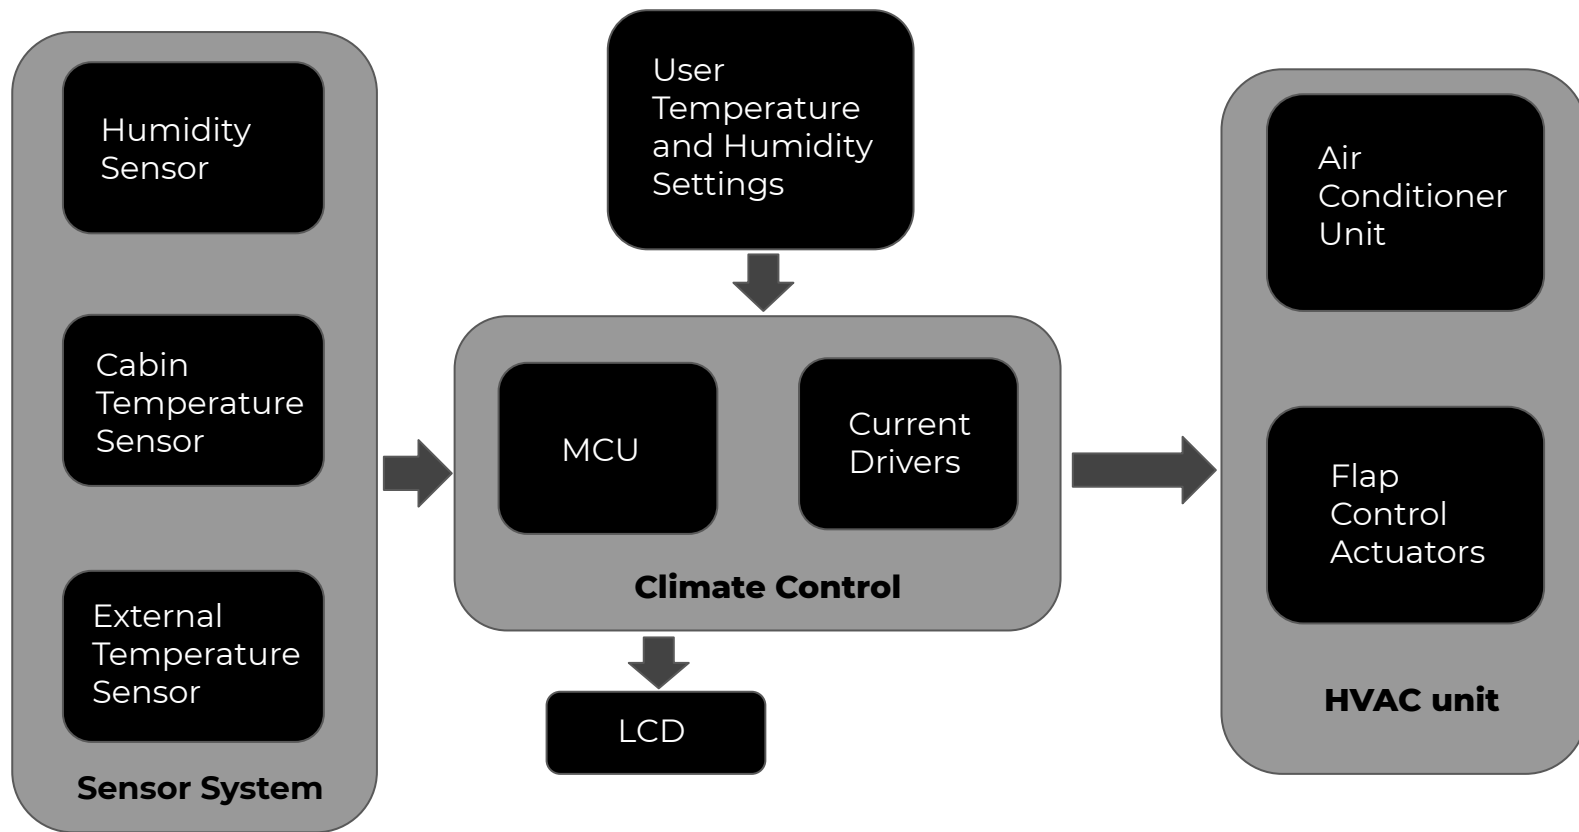 Humidity
Sensor
Cabin
Temperature
Sensor
External
Temperature
Sensor
Sensor System
User
Temperature
and Humidity
Settings
MCU
Current
Drivers
Climate Control
LCD
Air
Conditioner
Unit
Flap
Control
Actuators
HVAC unit